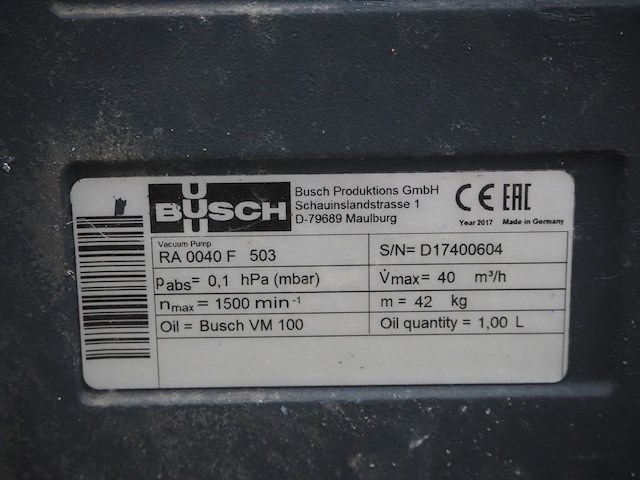 BUSCH
Busch Produktions GmbH
Schauinslandstrasse 1
D-79689 Maulburg
CE EAC
Year 2017 Made in Germany
Vacuum Pump
RA 0040 F 503
S/N= D17400604
pabs= 0,1 hPa (mbar)
V̇max= 40 m³/h
nmax= 1500 min⁻¹
m = 42 kg
Oil = Busch VM 100
Oil quantity = 1,00 L